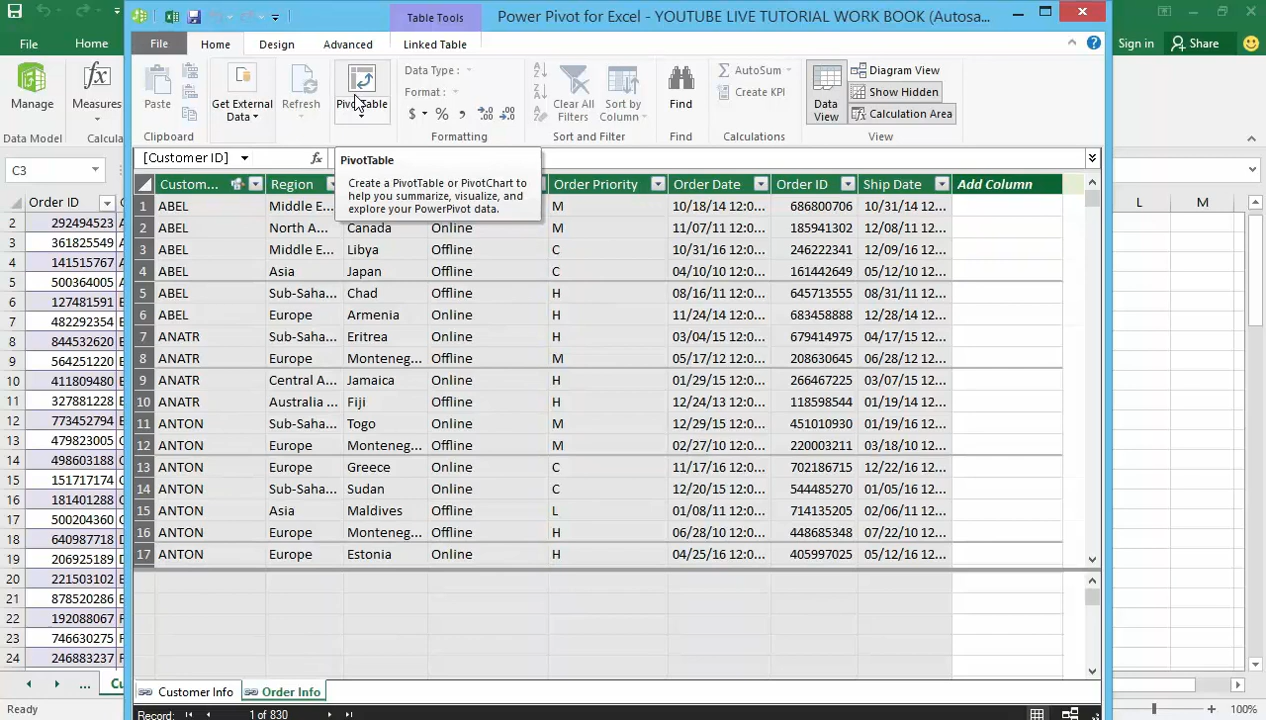 Table Tools
Power Pivot for Excel - YOUTUBE LIVE TUTORIAL WORK BOOK (Autosa...
File
Home
Sign in
Share
File
Home
Design
Advanced
Linked Table
Manage
Measures
Data Model
Paste
Get External
Data
Refresh
PivotTable
Data Type :
Format :
$ % , .00
Clear All
Filters
Sort by
Column
Find
AutoSum
Create KPI
Data
View
Diagram View
Show Hidden
Calculation Area
Clipboard
Formatting
Sort and Filter
Find
Calculations
View
C3
[Customer ID]
fx
PivotTable
Create a PivotTable or PivotChart to
help you summarize, visualize, and
explore your PowerPivot data.
Custom... Region Order Priority Order Date Order ID Ship Date Add Column
1 ABEL Middle E... M 10/18/14 12:0... 686800706 10/31/14 12...
2 ABEL North A... Canada Online M 11/07/11 12:0... 185941302 12/08/11 12...
3 ABEL Middle E... Libya Offline C 10/31/16 12:0... 246222341 12/09/16 12...
4 ABEL Asia Japan Offline C 04/10/10 12:0... 161442649 05/12/10 12...
5 ABEL Sub-Saha... Chad Online H 08/16/11 12:0... 645713555 08/31/11 12...
6 ABEL Europe Armenia Online H 11/24/14 12:0... 683458888 12/28/14 12...
7 ANATR Sub-Saha... Eritrea Online H 03/04/15 12:0... 679414975 04/17/15 12...
8 ANATR Europe Monteneg... Offline M 05/17/12 12:0... 208630645 06/28/12 12...
9 ANATR Central A... Jamaica Online H 01/29/15 12:0... 266467225 03/07/15 12...
10 ANATR Australia ... Fiji Offline H 12/24/13 12:0... 118598544 01/19/14 12...
11 ANTON Sub-Saha... Togo Online M 12/29/15 12:0... 451010930 01/19/16 12...
12 ANTON Europe Monteneg... Offline M 02/27/10 12:0... 220003211 03/18/10 12...
13 ANTON Europe Greece Online C 11/17/16 12:0... 702186715 12/22/16 12...
14 ANTON Sub-Saha... Sudan Online C 12/20/15 12:0... 544485270 01/05/16 12...
15 ANTON Asia Maldives Online L 01/08/11 12:0... 714135205 02/06/11 12...
16 ANTON Europe Monteneg... Online H 06/28/10 12:0... 448685348 07/22/10 12...
17 ANTON Europe Estonia Online H 04/25/16 12:0... 405997025 05/12/16 12...
Order ID
2 292494523
3 361825549
4 141515767
5 500364005
6 127481591
7 482292354
8 844532620
9 564251220
10 411809480
11 327881228
12 773452794
13 479823005
14 498603188
15 151717174
16 181401288
17 500204360
18 640987718
19 206925189
20 221503102
21 878520286
22 192088067
23 746630275
24 246883237
L M
... Cu
Customer Info
Order Info
Ready
Record:
1 of 830
100%